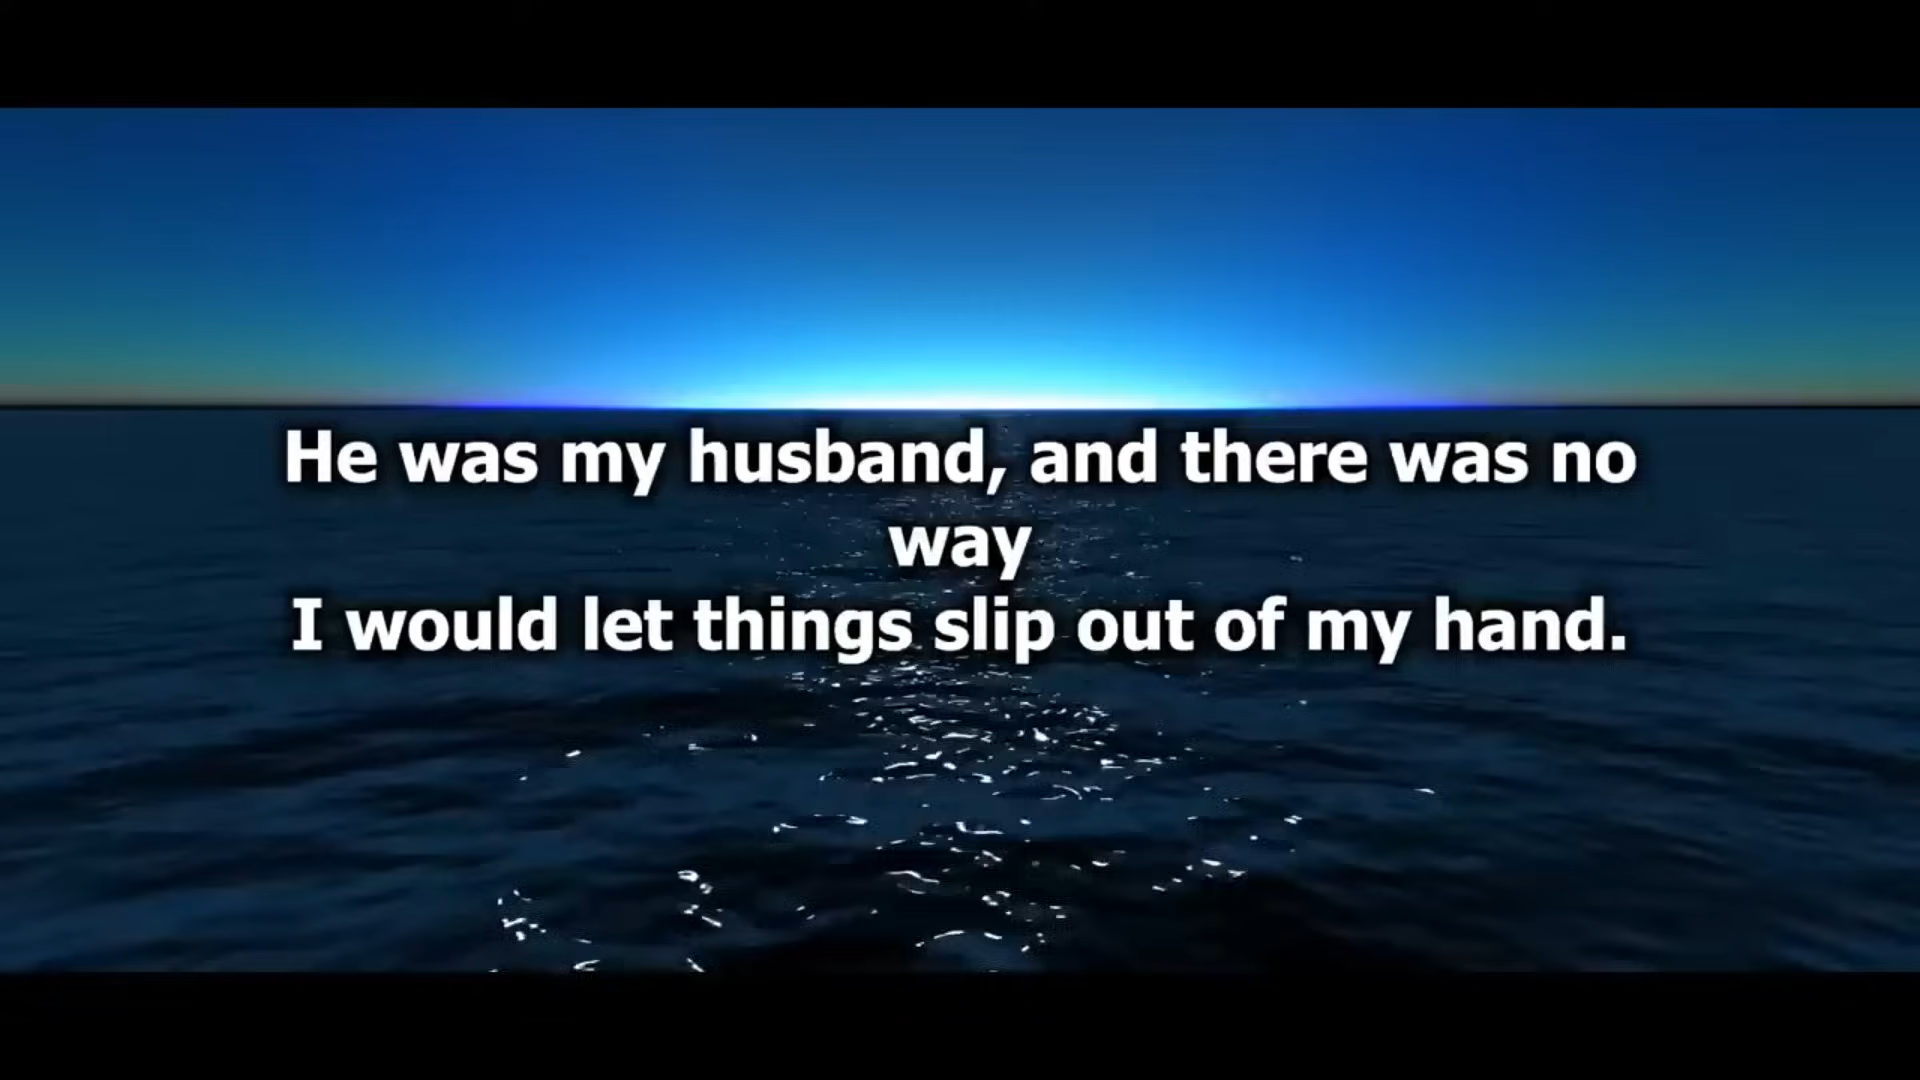 He was my husband, and there was no
way
I would let things slip out of my hand.